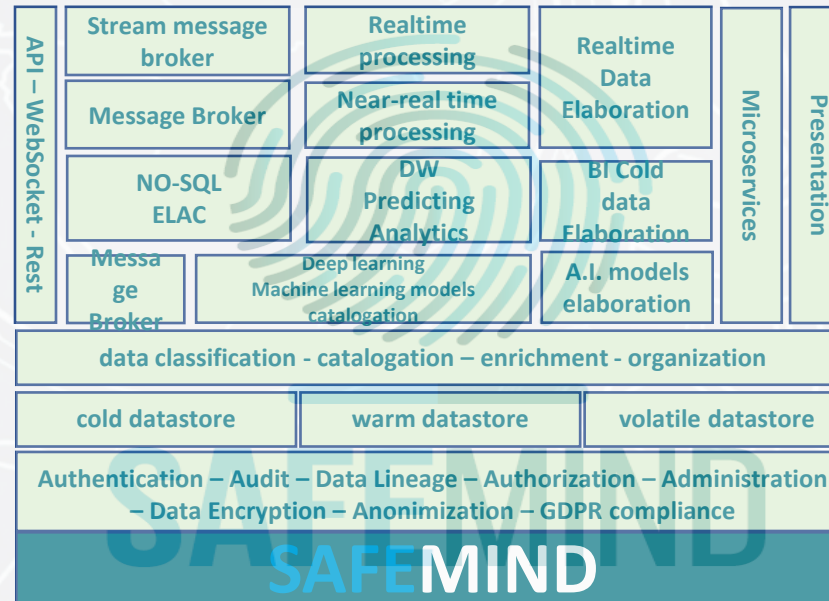 API – WebSocket - Rest
Stream message
broker
Realtime
processing
Realtime
Data
Elaboration
Microservices
Presentation
Message Broker
Near-real time
processing
NO-SQL
ELAC
DW
Predicting
Analytics
BI Cold
data
Elaboration
Messa
ge
Broker
Deep learning
Machine learning models
catalogation
A.I. models
elaboration
data classification - catalogation – enrichment - organization
cold datastore
warm datastore
volatile datastore
Authentication – Audit – Data Lineage – Authorization – Administration
– Data Encryption – Anonimization – GDPR compliance
SAFEMIND
SAFEMIND